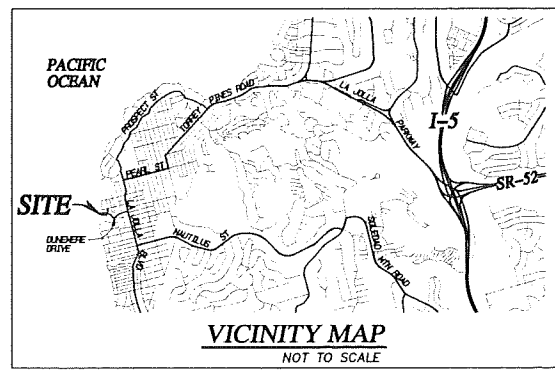 PACIFIC
OCEAN
PROSPECT ST
TORREY
PINES ROAD
LA JOLLA
PARKWAY
I-5
SR-52
PEARL ST
SITE
LA JOLLA
BLVD
DUNEMERE
DRIVE
NAUTILUS ST
SOLEDAD
MTN ROAD
VICINITY MAP
NOT TO SCALE